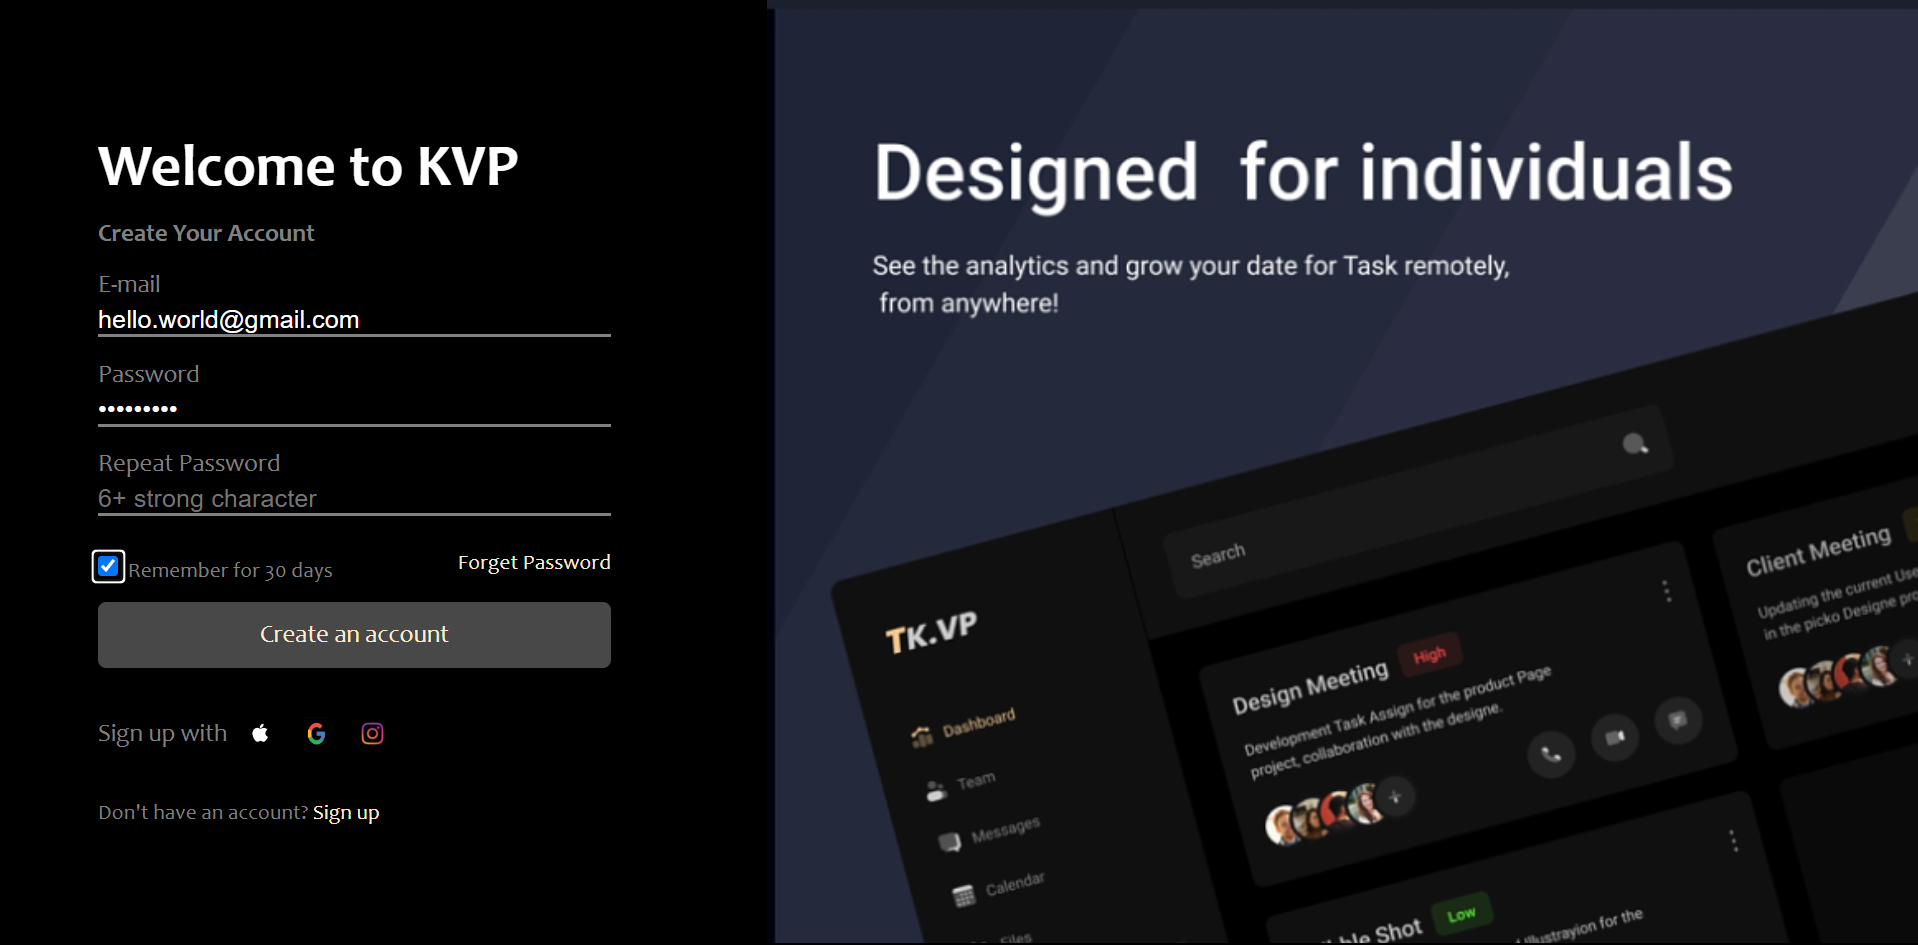 Welcome to KVP
Create Your Account
E-mail
hello.world@gmail.com
Password
•••••••••
Repeat Password
6+ strong character
Remember for 30 days
Forget Password
Create an account
Sign up with
Don't have an account? Sign up
Designed  for individuals
See the analytics and grow your date for Task remotely,
from anywhere!
Search
TK.VP
Dashboard
Team
Messages
Calendar
Files
Design Meeting
High
Development Task Assign for the product Page
project, collaboration with the designe.
Client Meeting
Updating the current Use
in the picko Designe pro
Shot
Low
for the